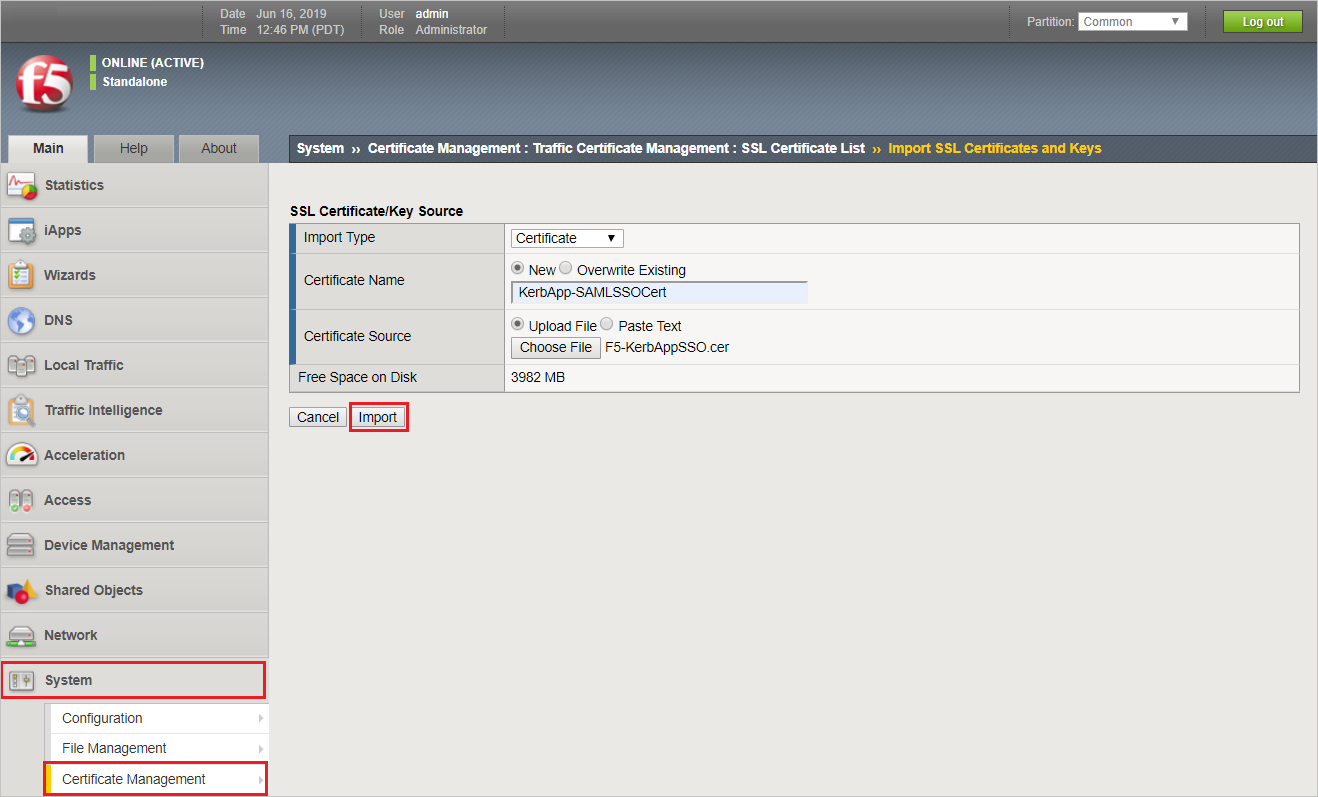 Date Jun 16, 2019 User admin
Time 12:46 PM (PDT) Role Administrator
Partition: Common Log out
f5
ONLINE (ACTIVE)
Standalone
Main Help About
System ›› Certificate Management : Traffic Certificate Management : SSL Certificate List ›› Import SSL Certificates and Keys
Statistics
iApps
Wizards
DNS
Local Traffic
Traffic Intelligence
Acceleration
Access
Device Management
Shared Objects
Network
System
Configuration
File Management
Certificate Management
SSL Certificate/Key Source
Import Type Certificate
Certificate Name New Overwrite Existing
KerbApp-SAMLSSOCert
Certificate Source Upload File Paste Text
Choose File F5-KerbAppSSO.cer
Free Space on Disk 3982 MB
Cancel Import